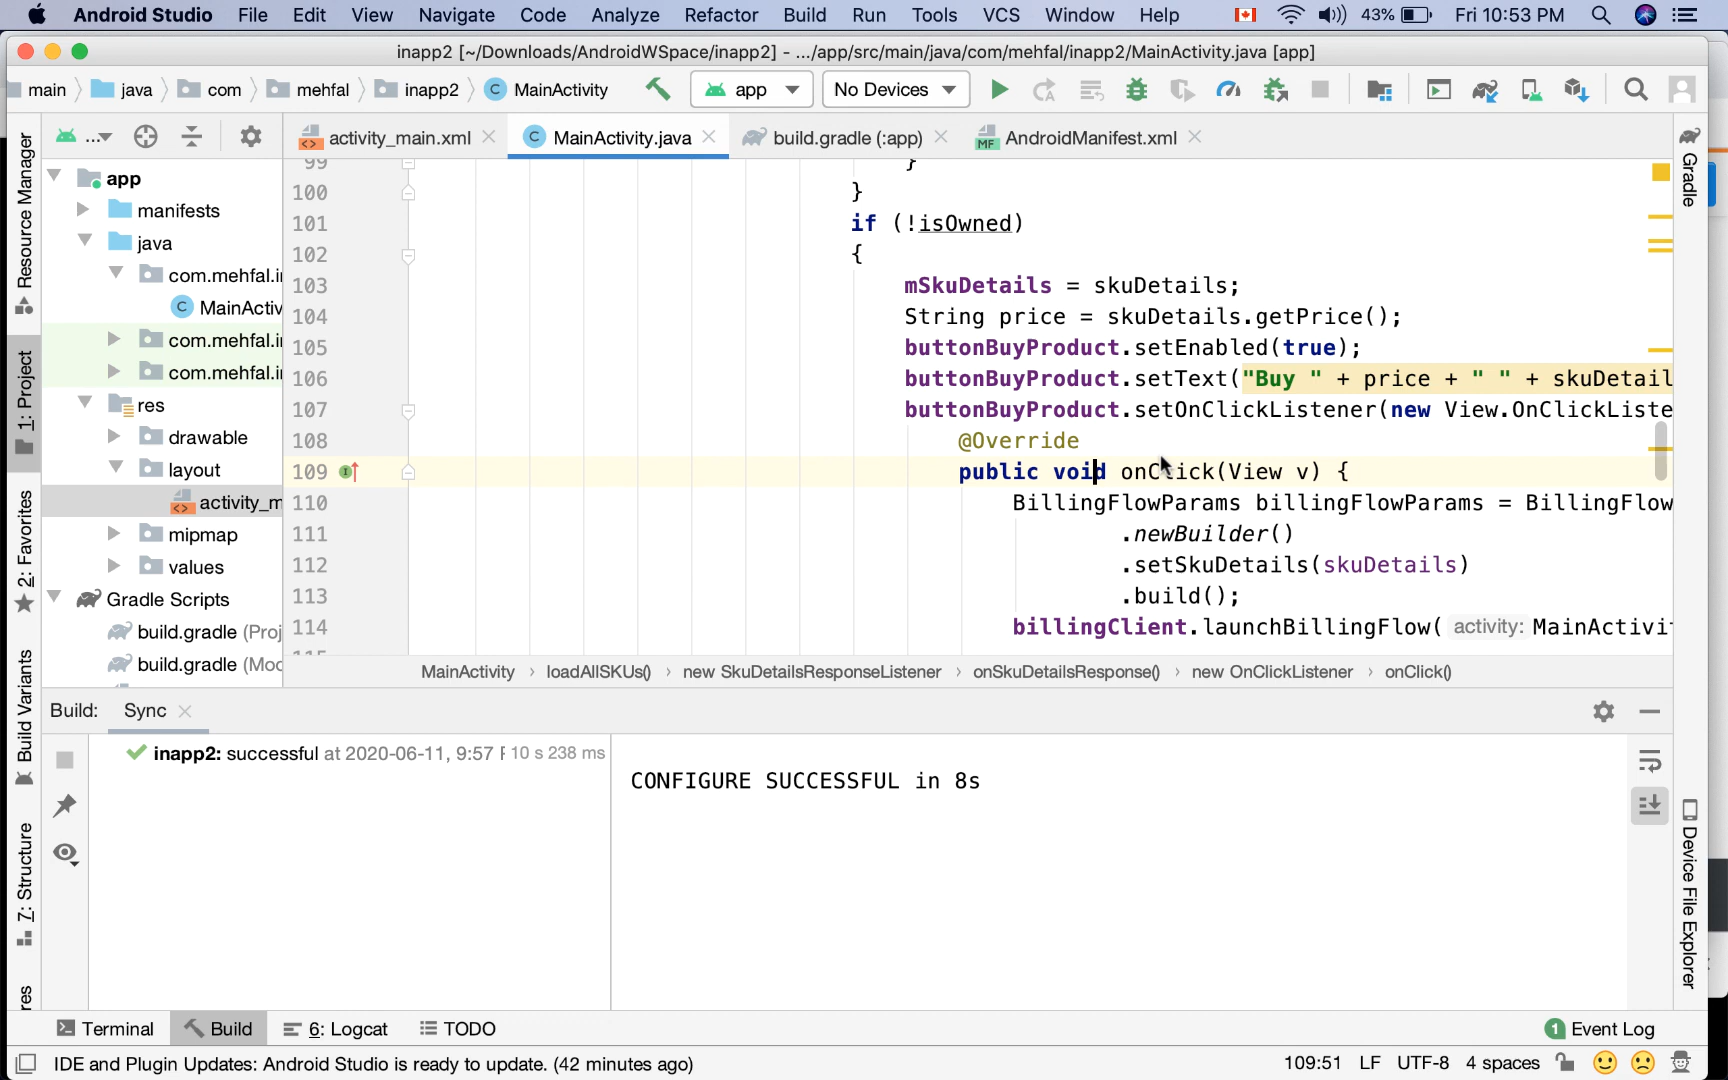 Android Studio File Edit View Navigate Code Analyze Refactor Build Run Tools VCS Window Help 43% Fri 10:53 PM
inapp2 [~/Downloads/AndroidWSpace/inapp2] - .../app/src/main/java/com/mehfal/inapp2/MainActivity.java [app]
main java com mehfal inapp2 C MainActivity app No Devices
... activity_main.xml C MainActivity.java build.gradle (:app) MF AndroidManifest.xml
Resource Manager
1: Project
2: Favorites
Build Variants
7: Structure
res
app
manifests
java
com.mehfal.i
C MainActiv
com.mehfal.i
com.mehfal.i
res
drawable
layout
activity_m
mipmap
values
Gradle Scripts
build.gradle (Proj
build.gradle (Moc
99 }
100 }
101 if (!isOwned)
102 {
103 mSkuDetails = skuDetails;
104 String price = skuDetails.getPrice();
105 buttonBuyProduct.setEnabled(true);
106 buttonBuyProduct.setText("Buy " + price + " " + skuDetail
107 buttonBuyProduct.setOnClickListener(new View.OnClickListe
108 @Override
109 public void onClick(View v) {
110 BillingFlowParams billingFlowParams = BillingFlow
111 .newBuilder()
112 .setSkuDetails(skuDetails)
113 .build();
114 billingClient.launchBillingFlow( activity: MainActivi
115
MainActivity › loadAllSKUs() › new SkuDetailsResponseListener › onSkuDetailsResponse() › new OnClickListener › onClick()
Gradle
Device File Explorer
Build: Sync
inapp2: successful at 2020-06-11, 9:57 10 s 238 ms
CONFIGURE SUCCESSFUL in 8s
Terminal Build 6: Logcat TODO 1 Event Log
IDE and Plugin Updates: Android Studio is ready to update. (42 minutes ago) 109:51 LF UTF-8 4 spaces